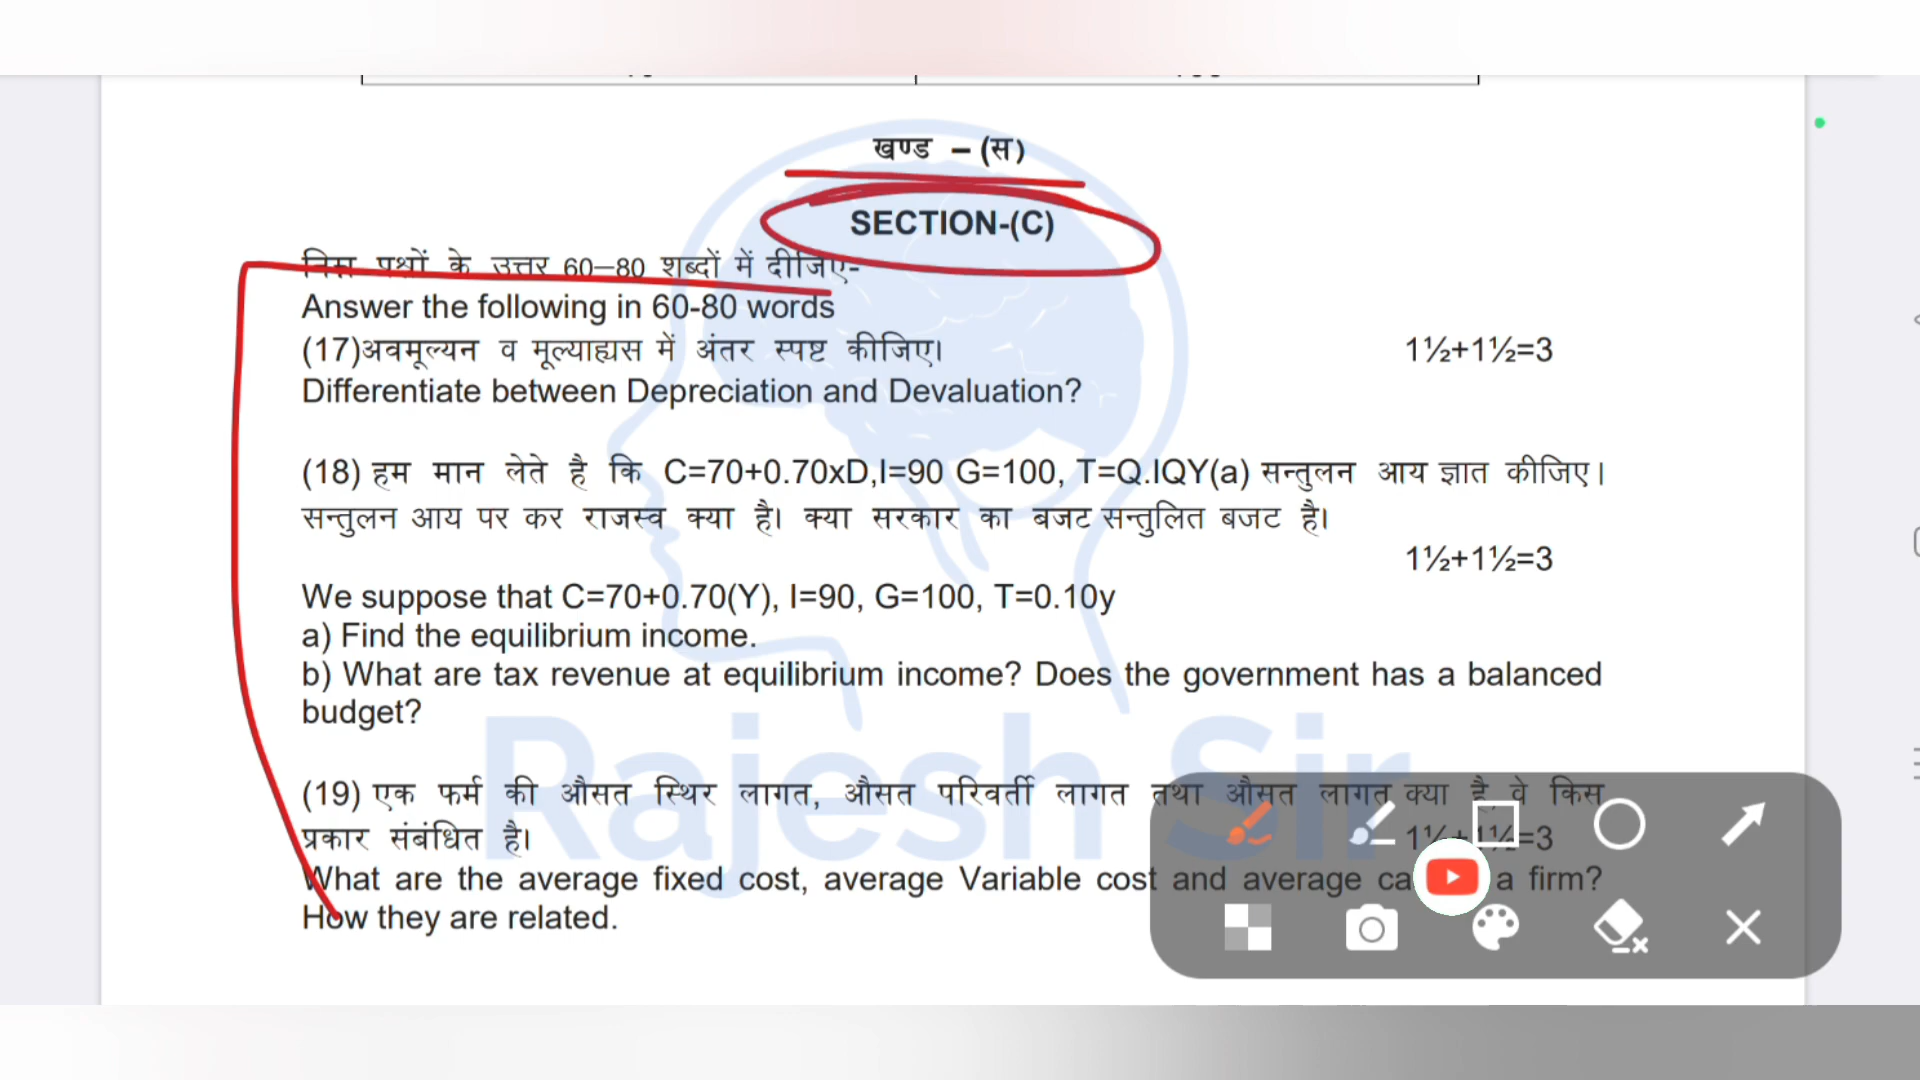 खण्ड – (स)
SECTION-(C)
निम्न प्रश्नों के उत्तर 60–80 शब्दों में दीजिए-
Answer the following in 60-80 words
(17)अवमूल्यन व मूल्याह्यस में अंतर स्पष्ट कीजिए। 1½+1½=3
Differentiate between Depreciation and Devaluation?
(18) हम मान लेते है कि C=70+0.70xD,I=90 G=100, T=Q.IQY(a) सन्तुलन आय ज्ञात कीजिए।
सन्तुलन आय पर कर राजस्व क्या है। क्या सरकार का बजट सन्तुलित बजट है।
1½+1½=3
We suppose that C=70+0.70(Y), I=90, G=100, T=0.10y
a) Find the equilibrium income.
b) What are tax revenue at equilibrium income? Does the government has a balanced
budget?
(19) एक फर्म की औसत स्थिर लागत, औसत परिवर्ती लागत तथा औसत लागत क्या है, वे किस
प्रकार संबंधित है। 1½+1½=3
What are the average fixed cost, average Variable cost and average a firm?
How they are related.
Rajesh Sir